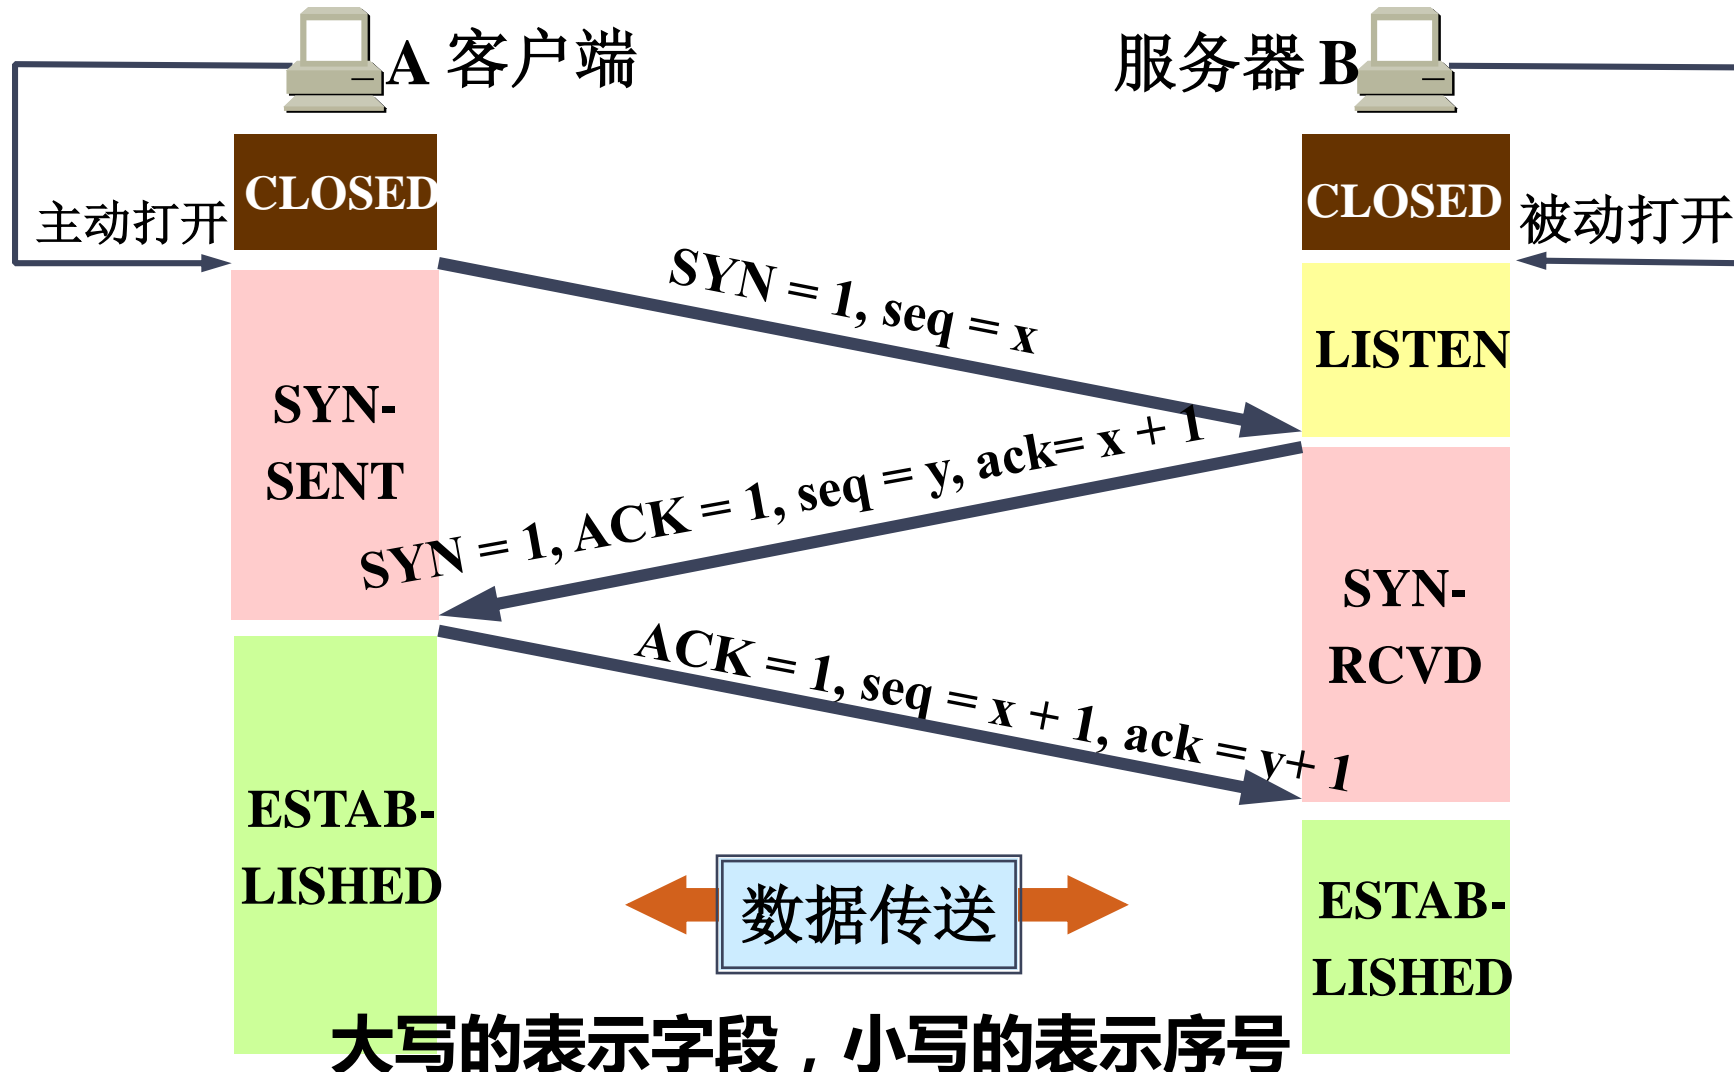 A 客户端
服务器 B
CLOSED
CLOSED
主动打开
被动打开
SYN = 1, seq = x
LISTEN
SYN-
SENT
SYN = 1, ACK = 1, seq = y, ack= x + 1
SYN-
RCVD
ACK = 1, seq = x + 1, ack = y+ 1
ESTAB-
LISHED
数据传送
ESTAB-
LISHED
大写的表示字段，小写的表示序号